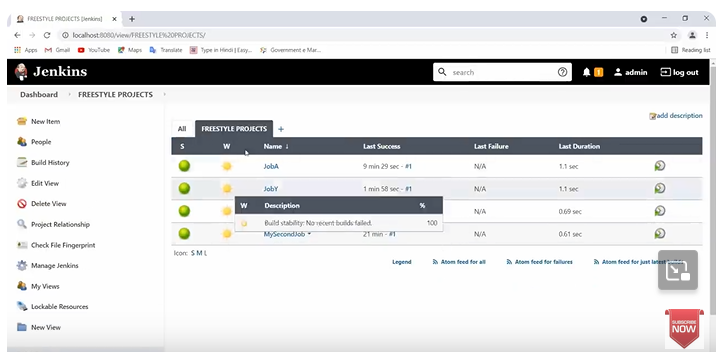 FREESTYLE PROJECTS [Jenkins]
localhost:8080/view/FREESTYLE%20PROJECTS/
Apps Gmail YouTube Maps Translate Type in Hindi | Easy... Government e Mar... Reading list
Jenkins search 1 admin log out
Dashboard FREESTYLE PROJECTS
add description
New Item
People
Build History
Edit View
Delete View
Project Relationship
Check File Fingerprint
Manage Jenkins
My Views
Lockable Resources
New View
All FREESTYLE PROJECTS +
S W Name ↓ Last Success Last Failure Last Duration
JobA 9 min 29 sec - #1 N/A 1.1 sec
JobY 1 min 58 sec - #1 N/A 1.1 sec
W Description %
N/A 0.69 sec
Build stability: No recent builds failed. 100
MySecondJob 21 min - #1 N/A 0.61 sec
Icon: S M L
Legend Atom feed for all Atom feed for failures Atom feed for just latest
SUBSCRIBE
NOW